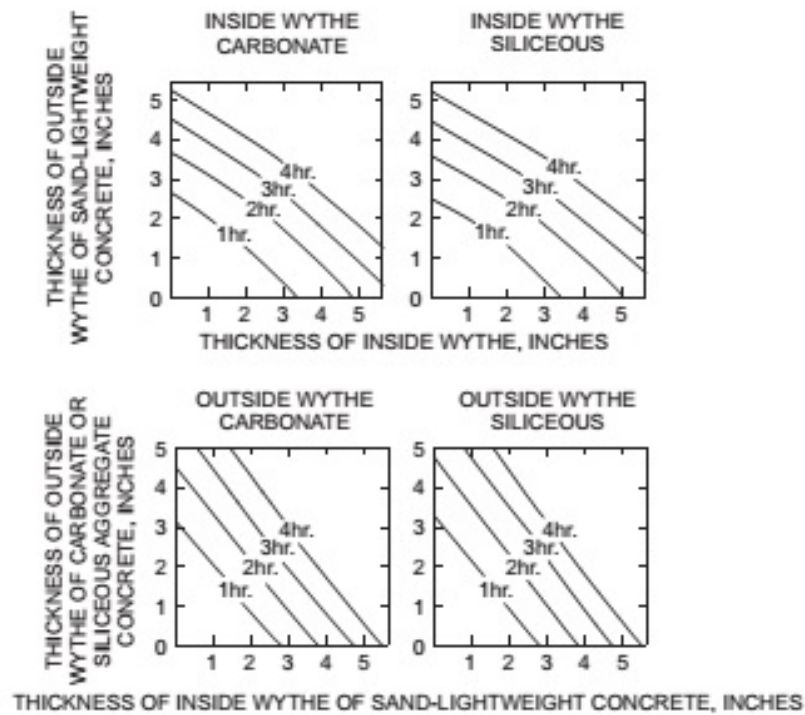 INSIDE WYTHE
CARBONATE
INSIDE WYTHE
SILICEOUS
THICKNESS OF OUTSIDE
WYTHE OF SAND-LIGHTWEIGHT
CONCRETE, INCHES
5
4
3
2
1
0
4hr.
3hr.
2hr.
1hr.
1 2 3 4 5
5
4
3
2
1
0
4hr.
3hr.
2hr.
1hr.
1 2 3 4 5
THICKNESS OF INSIDE WYTHE, INCHES
OUTSIDE WYTHE
CARBONATE
OUTSIDE WYTHE
SILICEOUS
THICKNESS OF OUTSIDE
WYTHE OF CARBONATE OR
SILICEOUS AGGREGATE
CONCRETE, INCHES
5
4
3
2
1
0
4hr.
3hr.
2hr.
1hr.
1 2 3 4 5
5
4
3
2
1
0
4hr.
3hr.
2hr.
1hr.
1 2 3 4 5
THICKNESS OF INSIDE WYTHE OF SAND-LIGHTWEIGHT CONCRETE, INCHES